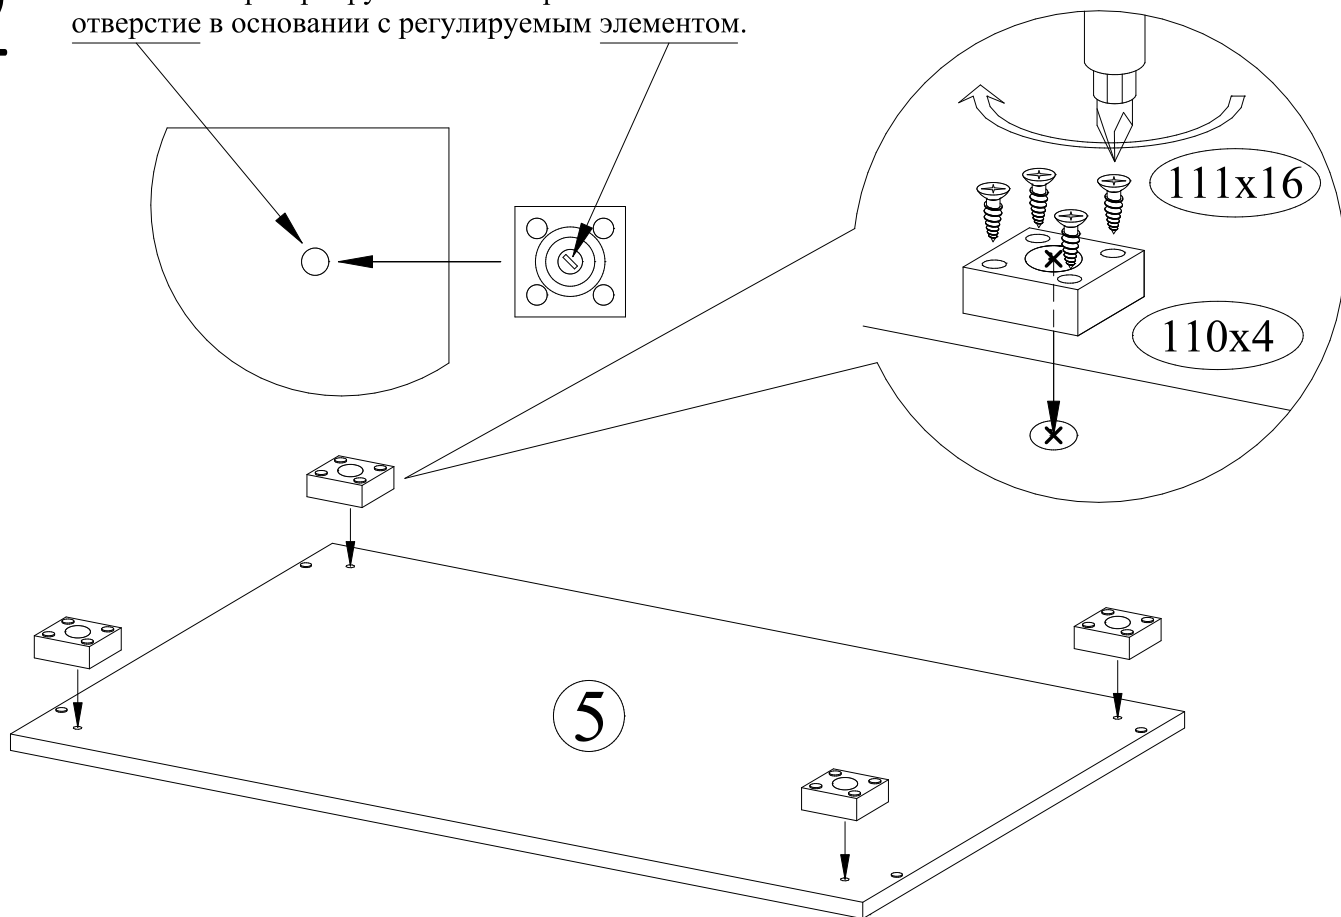 отверстие в основании с регулируемым элементом.
111x16
110x4
5